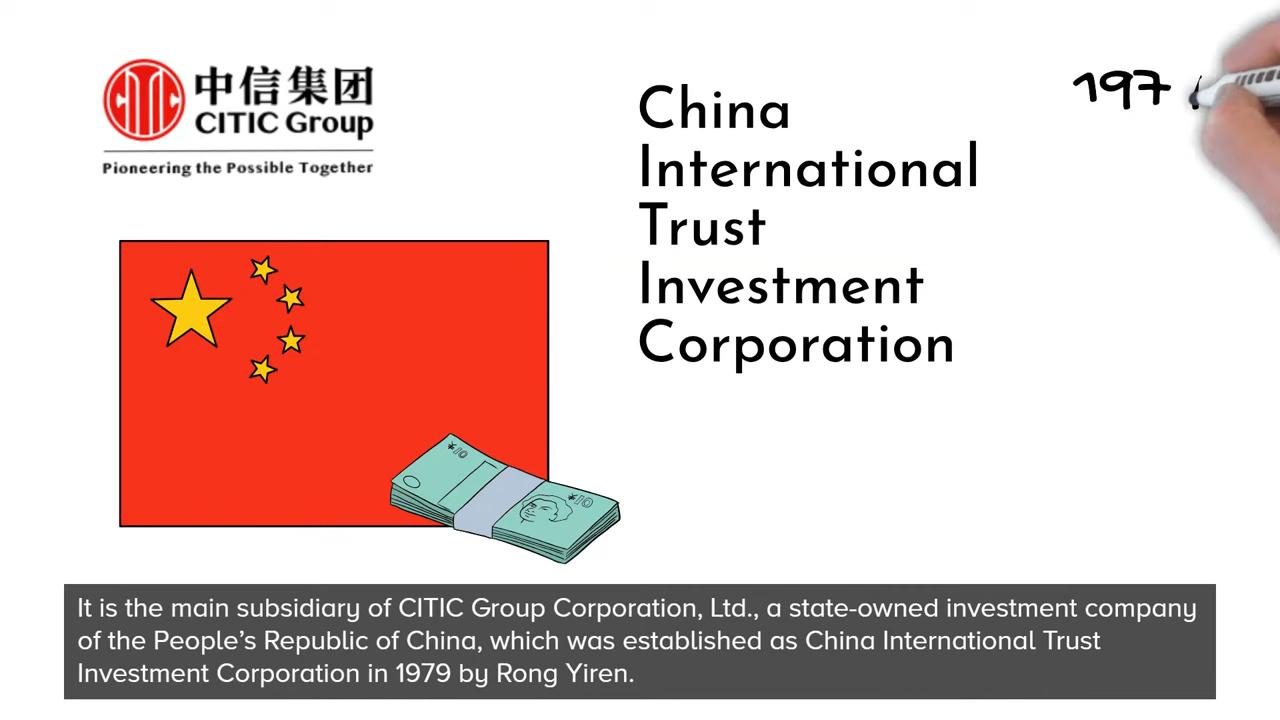 中信集团
CITIC Group
Pioneering the Possible Together
China
International
Trust
Investment
Corporation
197
*10
*10
It is the main subsidiary of CITIC Group Corporation, Ltd., a state-owned investment company
of the People’s Republic of China, which was established as China International Trust
Investment Corporation in 1979 by Rong Yiren.